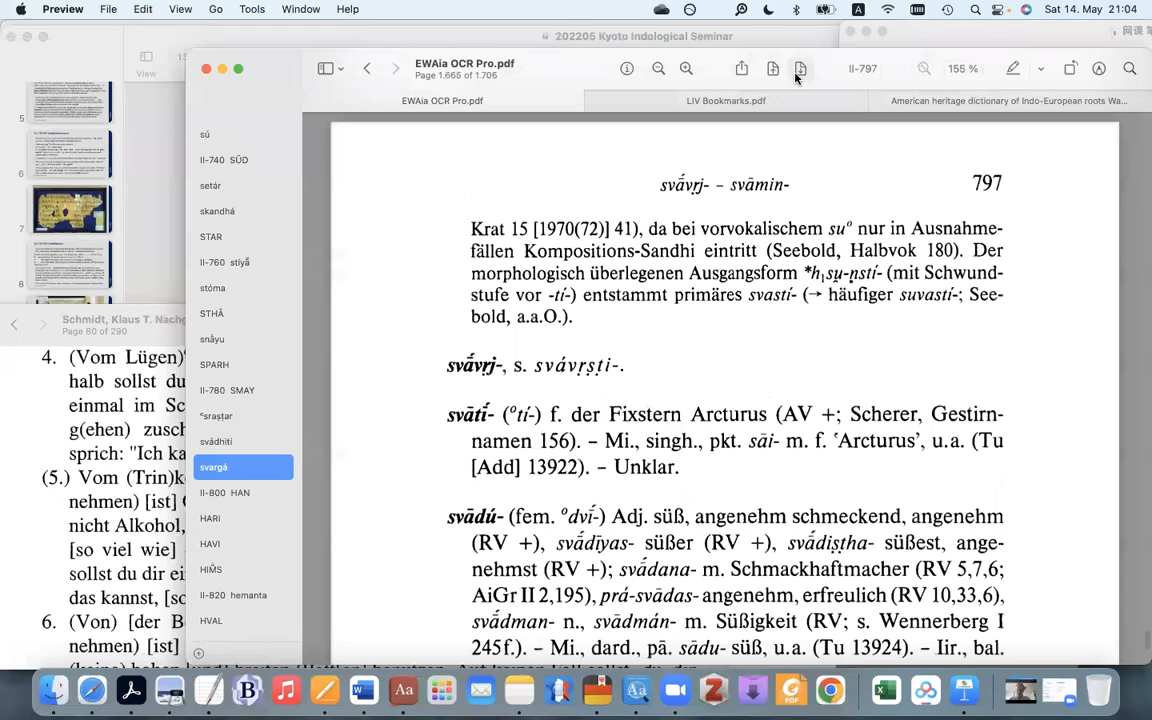 Preview File Edit View Go Tools Window Help
Sat 14. May 21:04
202205 Kyoto Indological Seminar
View
5
6
7
8
EWAia OCR Pro.pdf
Page 1.665 of 1.706
II-797
155 %
EWAia OCR Pro.pdf
LIV Bookmarks.pdf
American heritage dictionary of Indo-European roots Wa...
sú
II-740 SŪD
setár
skandhá
STAR
II-760 stíyā̆
stóma
STHĀ
snā̆yu
SPARH
II-780 SMAY
°sraṣṭar
svádhiti
svargá
II-800 HAN
HARI
HAVI
HIṀS
II-820 hemanta
HVAL
svā́vr̥j- – svāmin-
797
Krat 15 [1970(72)] 41), da bei vorvokalischem su° nur in Ausnahme-
fällen Kompositions-Sandhi eintritt (Seebold, Halbvok 180). Der
morphologisch überlegenen Ausgangsform *h₁su̯-n̥stí- (mit Schwund-
stufe vor -tí-) entstammt primäres svastí- (→ häufiger suvastí-; See-
bold, a.a.O.).
svā́vr̥j-, s. svávr̥ṣṭi-.
svātī́- (°tí-) f. der Fixstern Arcturus (AV +; Scherer, Gestirn-
namen 156). – Mi., singh., pkt. sāi- m. f. ‘Arcturus’, u.a. (Tu
[Add] 13922). – Unklar.
svādú- (fem. °dvī́-) Adj. süß, angenehm schmeckend, angenehm
(RV +), svā́dīyas- süßer (RV +), svā́diṣṭha- süßest, ange-
nehmst (RV +); svā́dana- m. Schmackhaftmacher (RV 5,7,6;
AiGr II 2,195), prá-svādas- angenehm, erfreulich (RV 10,33,6),
svā́dman- n., svādmán- m. Süßigkeit (RV; s. Wennerberg I
245f.). – Mi., dard., pā. sādu- süß, u.a. (Tu 13924). – Iir., bal.
Schmidt, Klaus T. Nachg
Page 60 of 290
4. (Vom Lügen)
halb sollst du
einmal im Sc
g(ehen) zusch
sprich: "Ich ka
(5.) Vom (Trin)k
nehmen) [ist]
nicht Alkohol,
[so viel wie]
sollst du dir ei
das kannst, [so
6. (Von) [der B
nehmen) [ist]